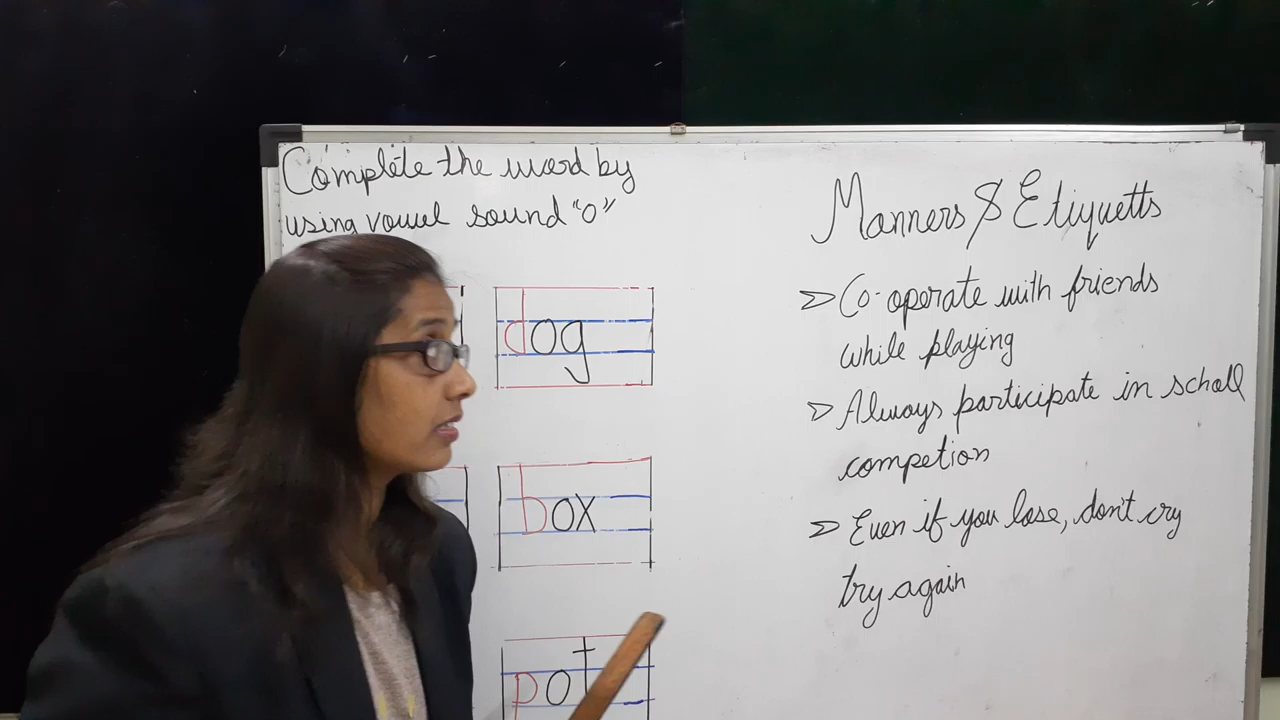 Complete the word by
using vowel sound "o"
dog
box
pot
Manners & Etiquetts
Co-operate with friends
while playing
Always participate in scholl
competion
Even if you lose, don't cry
try again